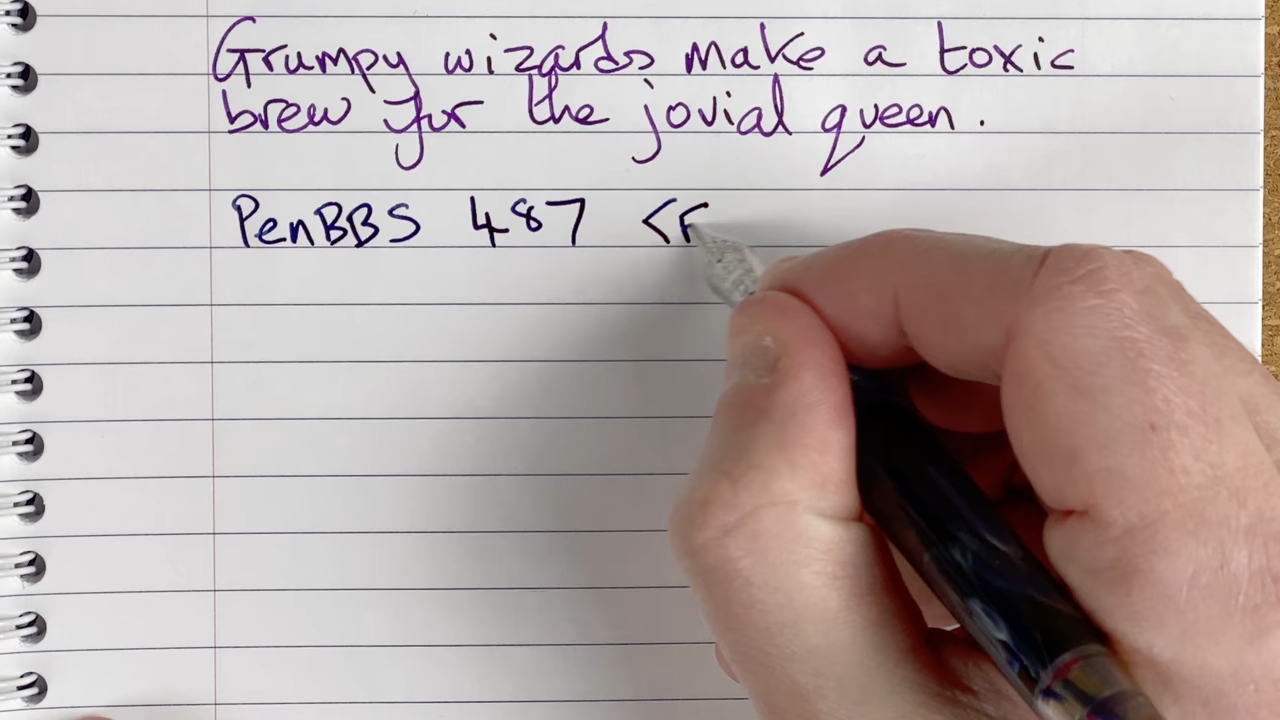 Grumpy wizards make a toxic
brew for the jovial queen.
PenBBS 487 <F